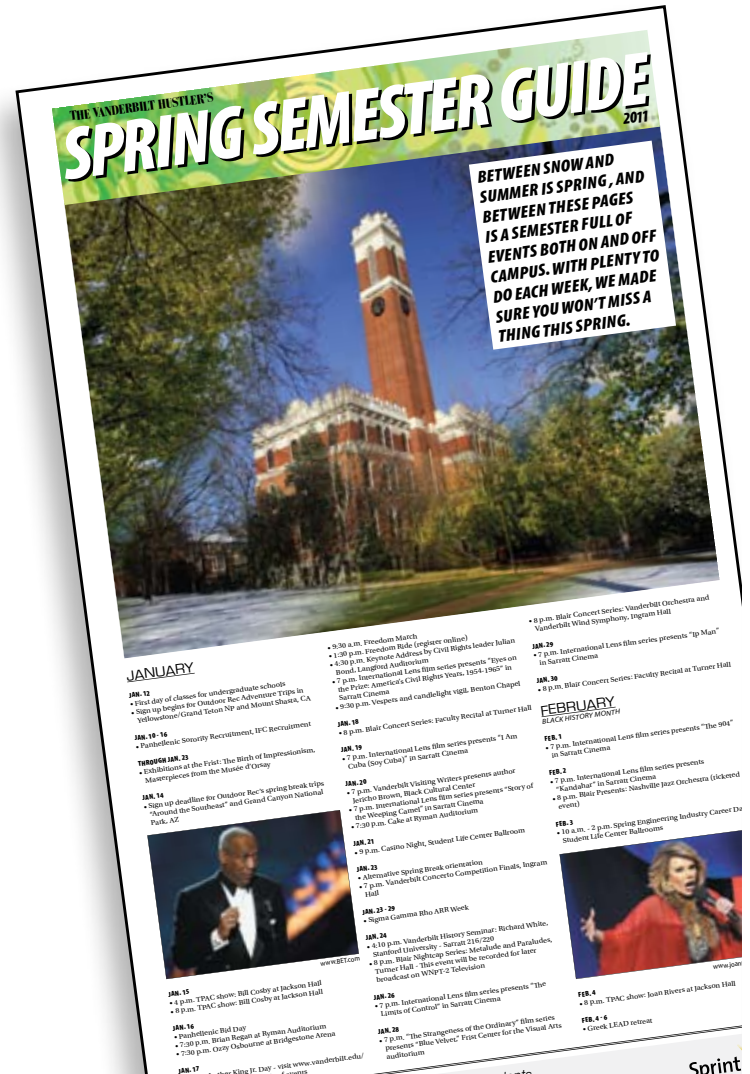 THE VANDERBILT HUSTLER'S
SPRING SEMESTER GUIDE
2011
BETWEEN SNOW AND
SUMMER IS SPRING , AND
BETWEEN THESE PAGES
IS A SEMESTER FULL OF
EVENTS BOTH ON AND OFF
CAMPUS. WITH PLENTY TO
DO EACH WEEK, WE MADE
SURE YOU WON'T MISS A
THING THIS SPRING.
JANUARY
JAN. 12
• First day of classes for undergraduate schools
• Sign up begins for Outdoor Rec Adventure Trips in
Yellowstone/Grand Teton NP and Mount Shasta, CA
JAN. 10 - 16
• Panhellenic Sorority Recruitment, IFC Recruitment
THROUGH JAN. 23
• Exhibitions at the Frist: The Birth of Impressionism,
Masterpieces from the Musée d'Orsay
JAN. 14
• Sign up deadline for Outdoor Rec's spring break trips
"Around the Southeast" and Grand Canyon National
Park, AZ
www.BET.com
JAN. 15
• 4 p.m. TPAC show: Bill Cosby at Jackson Hall
• 8 p.m. TPAC show: Bill Cosby at Jackson Hall
JAN. 16
• Panhellenic Bid Day
• 7:30 p.m. Brian Regan at Ryman Auditorium
• 7:30 p.m. Ozzy Osbourne at Bridgestone Arena
JAN. 17
King Jr. Day - visit www.vanderbilt.edu/
events
• 9:30 a.m. Freedom March
• 1:30 p.m. Freedom Ride (register online)
• 4:30 p.m. Keynote Address by Civil Rights leader Julian
Bond, Langford Auditorium
• 7 p.m. International Lens film series presents "Eyes on
the Prize: America's Civil Rights Years, 1954-1965" in
Sarratt Cinema
• 9:30 p.m. Vespers and candlelight vigil, Benton Chapel
JAN. 18
• 8 p.m. Blair Concert Series: Faculty Recital at Turner Hall
JAN. 19
• 7 p.m. International Lens film series presents "I Am
Cuba (Soy Cuba)" in Sarratt Cinema
JAN. 20
• 7 p.m. Vanderbilt Visiting Writers presents author
Jericho Brown, Black Cultural Center
• 7 p.m. International Lens film series presents "Story of
the Weeping Camel" in Sarratt Cinema
• 7:30 p.m. Cake at Ryman Auditorium
JAN. 21
• 9 p.m. Casino Night, Student Life Center Ballroom
JAN. 23
• Alternative Spring Break orientation
• 7 p.m. Vanderbilt Concerto Competition Finals, Ingram
Hall
JAN. 23 - 29
• Sigma Gamma Rho ARR Week
JAN. 24
• 4:10 p.m. Vanderbilt History Seminar: Richard White,
Stanford University - Sarratt 216/220
• 8 p.m. Blair Nightcap Series: Metalude and Paraludes,
Turner Hall - This event will be recorded for later
broadcast on WNPT-2 Television
JAN. 26
• 7 p.m. International Lens film series presents "The
Limits of Control" in Sarratt Cinema
JAN. 28
• 7 p.m. "The Strangeness of the Ordinary" film series
presents "Blue Velvet," Frist Center for the Visual Arts
auditorium
• 8 p.m. Blair Concert Series: Vanderbilt Orchestra and
Vanderbilt Wind Symphony, Ingram Hall
JAN. 29
• 7 p.m. International Lens film series presents "Ip Man"
in Sarratt Cinema
JAN. 30
• 8 p.m. Blair Concert Series: Faculty Recital at Turner Hall
FEBRUARY
BLACK HISTORY MONTH
FEB. 1
• 7 p.m. International Lens film series presents "The 904"
in Sarratt Cinema
FEB. 2
• 7 p.m. International Lens film series presents
"Kandahar" in Sarratt Cinema
• 8 p.m. Blair Presents: Nashville Jazz Orchestra (tickered
event)
FEB. 3
• 10 a.m. - 2 p.m. Spring Engineering Industry Career Da
Student Life Center Ballrooms
www.joan
FEB. 4
• 8 p.m. TPAC show: Joan Rivers at Jackson Hall
FEB. 4 - 6
• Greek LEAD retreat
Sprint